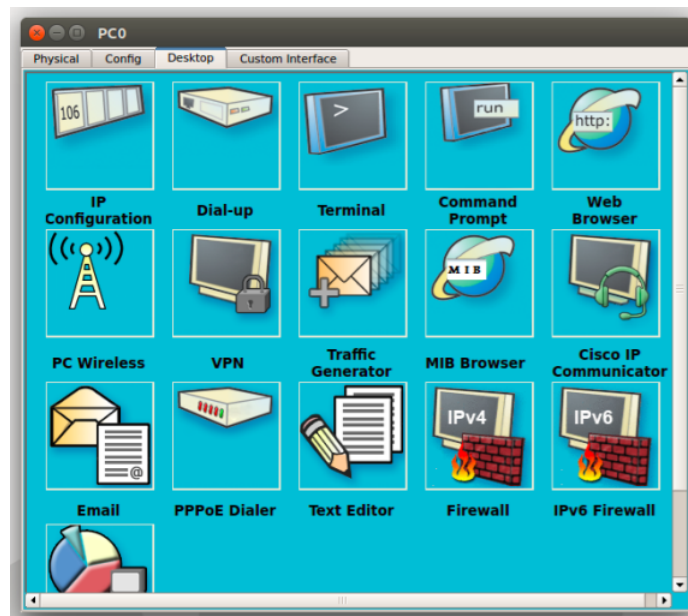 PC0
Physical Config Desktop Custom Interface
106
>
run
http:
IP
Configuration
Dial-up
Terminal
Command
Prompt
Web
Browser
MIB
PC Wireless
VPN
Traffic
Generator
MIB Browser
Cisco IP
Communicator
@
IPv4
IPv6
Email
PPPoE Dialer
Text Editor
Firewall
IPv6 Firewall